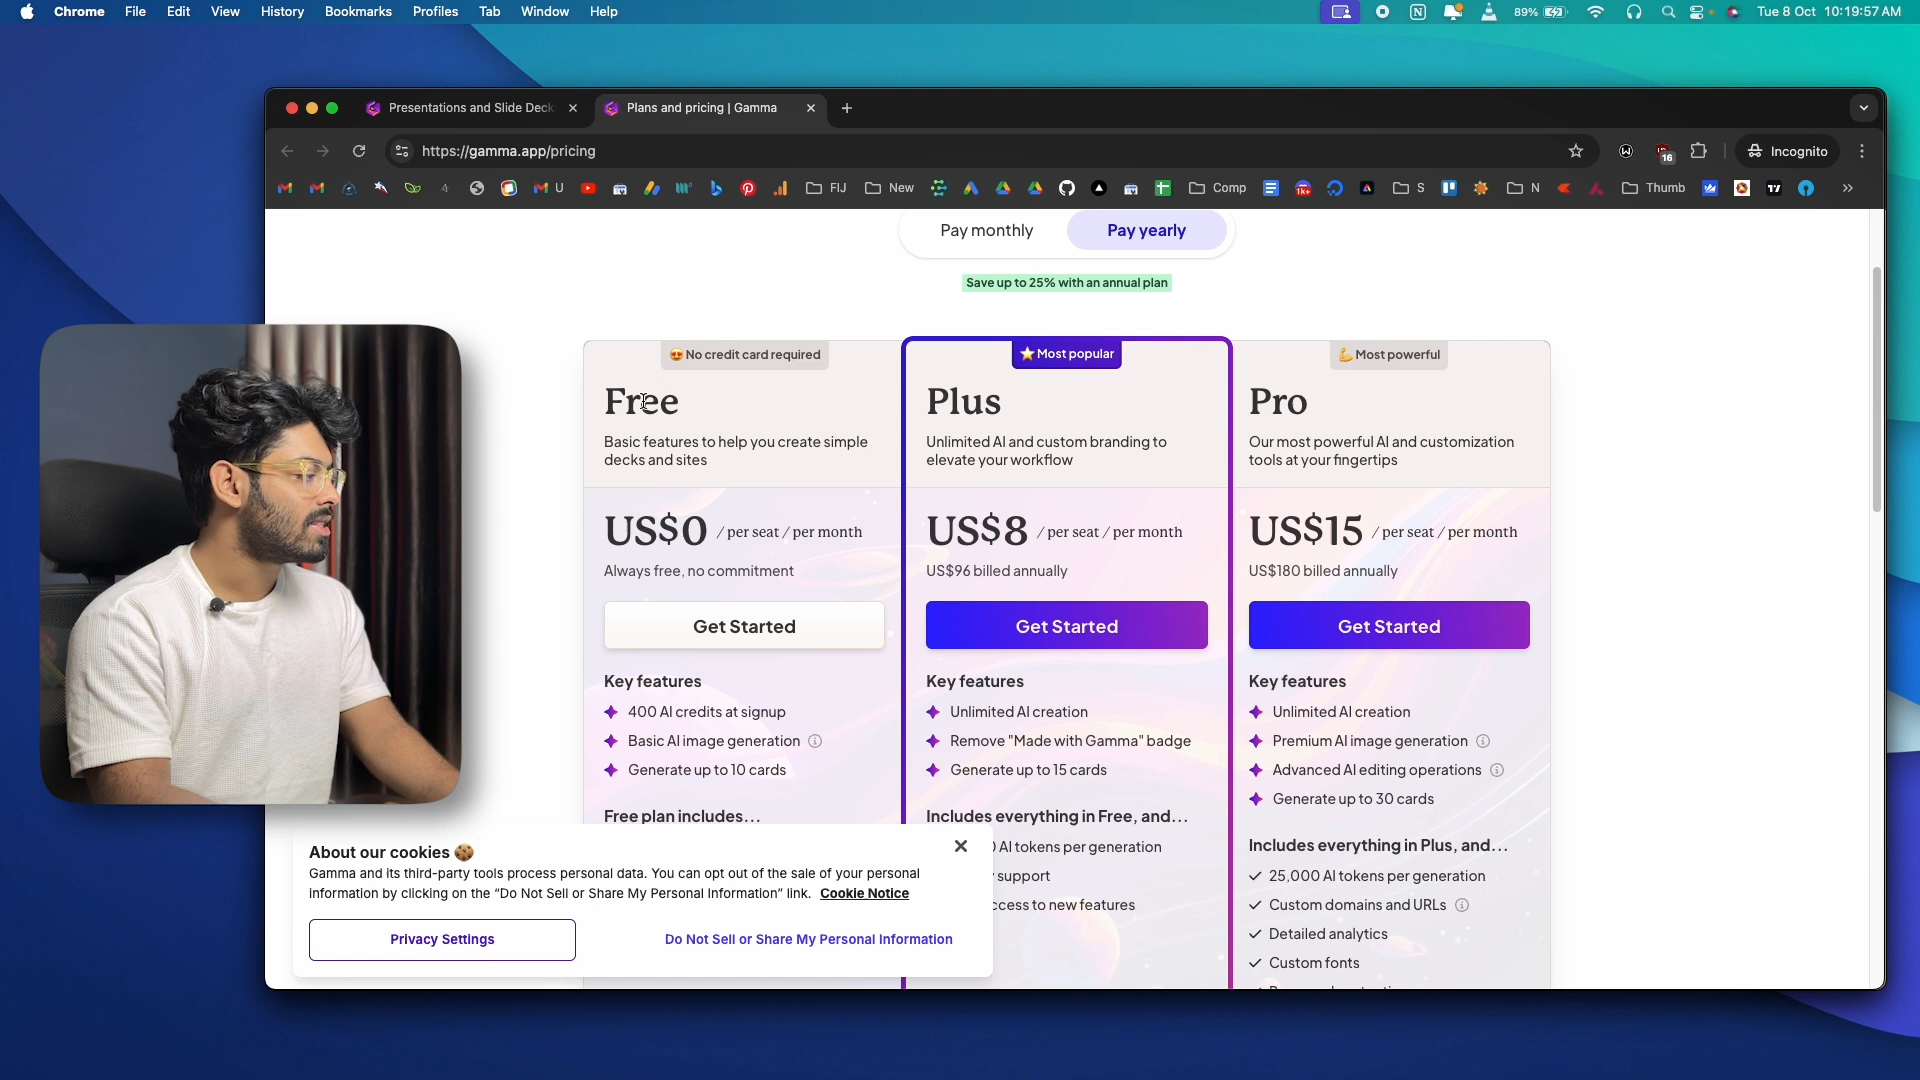 Chrome File Edit View History Bookmarks Profiles Tab Window Help
89% Tue 8 Oct 10:19:57 AM
Presentations and Slide Deck
Plans and pricing | Gamma
https://gamma.app/pricing
16
Incognito
U FIJ New Comp 1k+ S N Thumb
Pay monthly Pay yearly
Save up to 25% with an annual plan
😍 No credit card required
Free
Basic features to help you create simple
decks and sites
US$0 / per seat / per month
Always free, no commitment
Get Started
Key features
400 AI credits at signup
Basic AI image generation
Generate up to 10 cards
Free plan includes...
⭐ Most popular
Plus
Unlimited AI and custom branding to
elevate your workflow
US$8 / per seat / per month
US$96 billed annually
Get Started
Key features
Unlimited AI creation
Remove "Made with Gamma" badge
Generate up to 15 cards
Includes everything in Free, and...
AI tokens per generation
support
access to new features
💪 Most powerful
Pro
Our most powerful AI and customization
tools at your fingertips
US$15 / per seat / per month
US$180 billed annually
Get Started
Key features
Unlimited AI creation
Premium AI image generation
Advanced AI editing operations
Generate up to 30 cards
Includes everything in Plus, and...
25,000 AI tokens per generation
Custom domains and URLs
Detailed analytics
Custom fonts
About our cookies 🍪
Gamma and its third-party tools process personal data. You can opt out of the sale of your personal
information by clicking on the “Do Not Sell or Share My Personal Information” link. Cookie Notice
Privacy Settings
Do Not Sell or Share My Personal Information